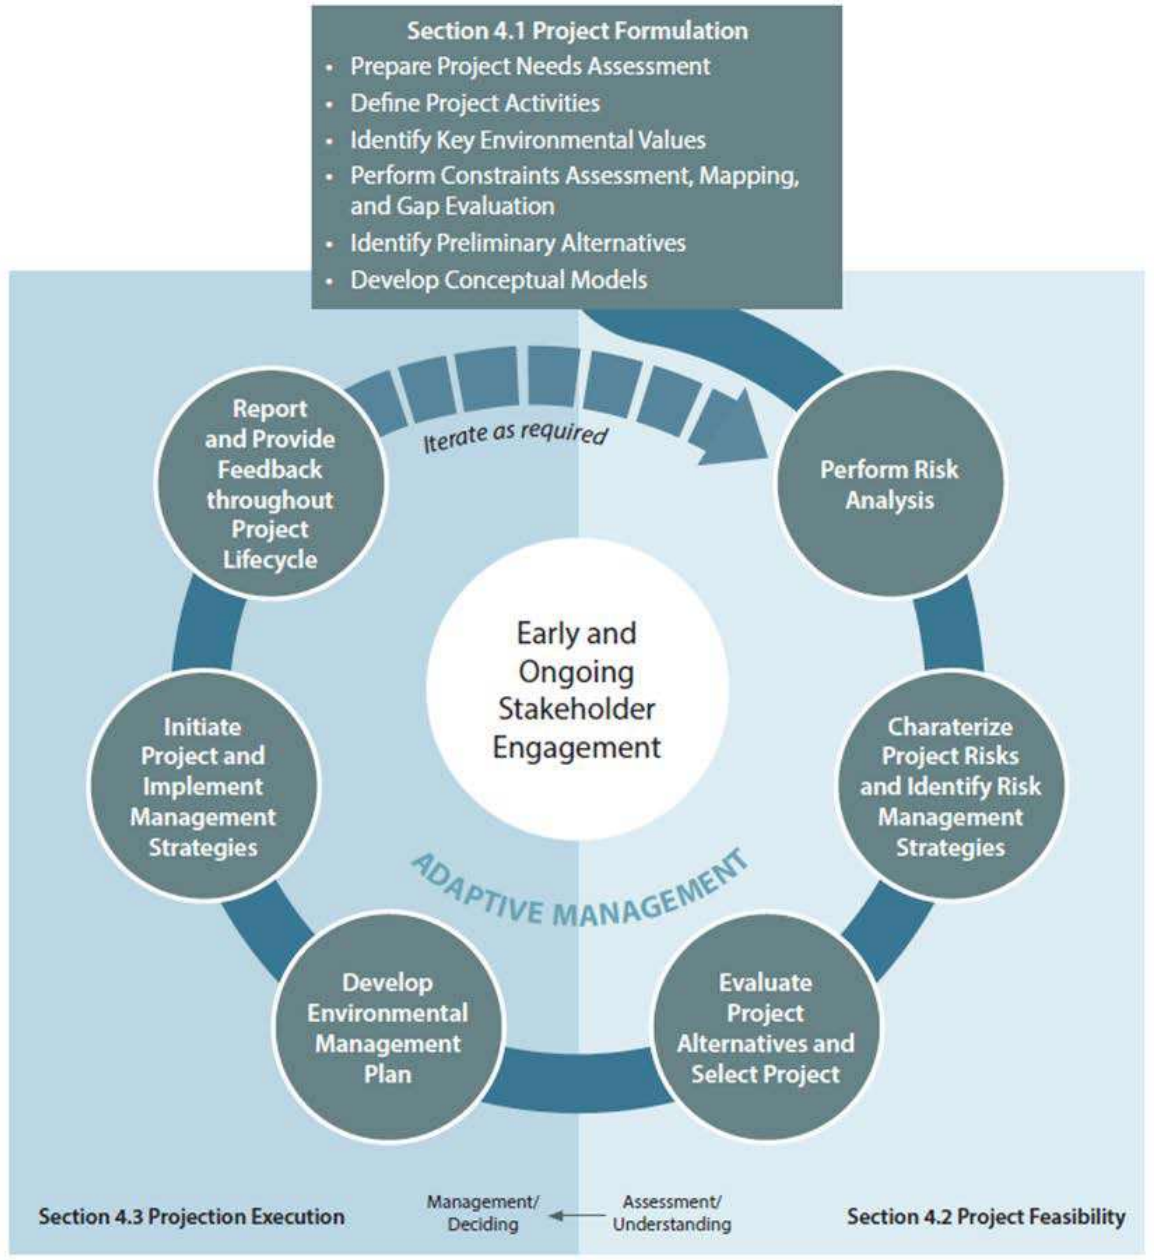 Section 4.1 Project Formulation
• Prepare Project Needs Assessment
• Define Project Activities
• Identify Key Environmental Values
• Perform Constraints Assessment, Mapping,
and Gap Evaluation
• Identify Preliminary Alternatives
• Develop Conceptual Models
Iterate as required
Perform Risk
Analysis
Charaterize
Project Risks
and Identify Risk
Management
Strategies
Evaluate
Project
Alternatives and
Select Project
Develop
Environmental
Management
Plan
Initiate
Project and
Implement
Management
Strategies
Report
and Provide
Feedback
throughout
Project
Lifecycle
Early and
Ongoing
Stakeholder
Engagement
ADAPTIVE MANAGEMENT
Section 4.3 Projection Execution
Management/
Deciding
Assessment/
Understanding
Section 4.2 Project Feasibility